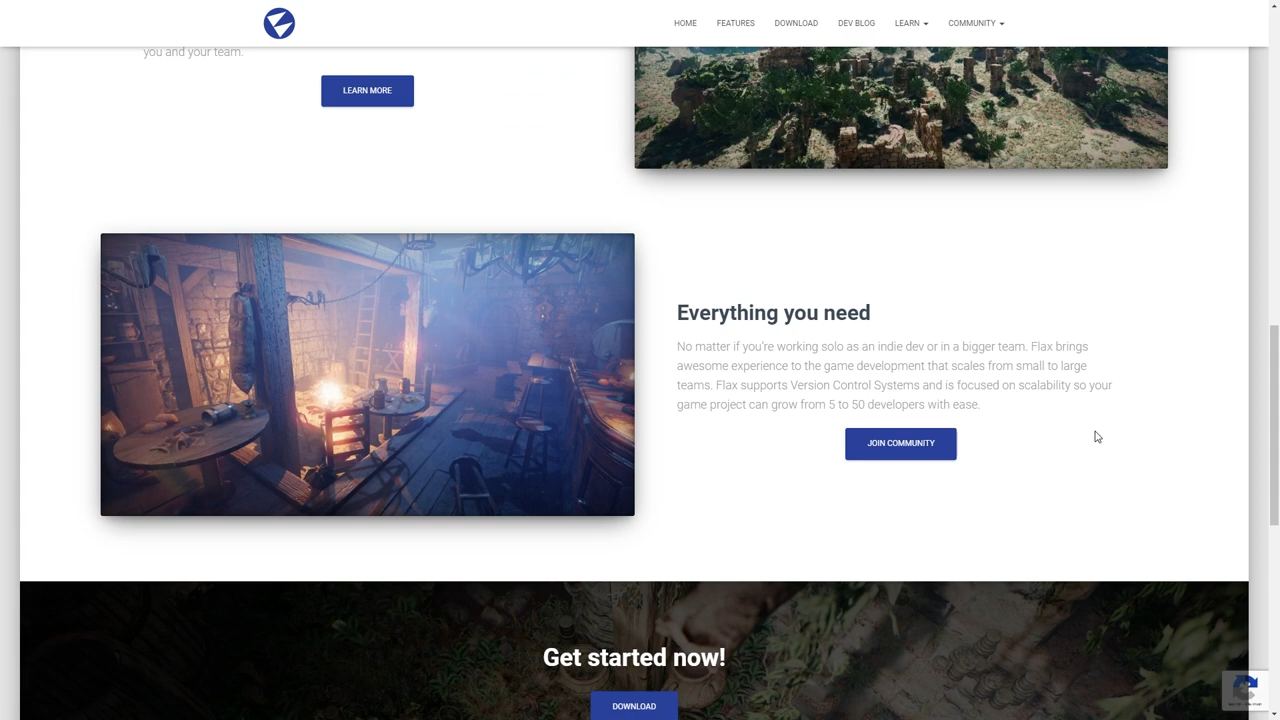 HOME FEATURES DOWNLOAD DEV BLOG LEARN COMMUNITY
you and your team.
LEARN MORE
Everything you need
No matter if you're working solo as an indie dev or in a bigger team. Flax brings
awesome experience to the game development that scales from small to large
teams. Flax supports Version Control Systems and is focused on scalability so your
game project can grow from 5 to 50 developers with ease.
JOIN COMMUNITY
Get started now!
DOWNLOAD